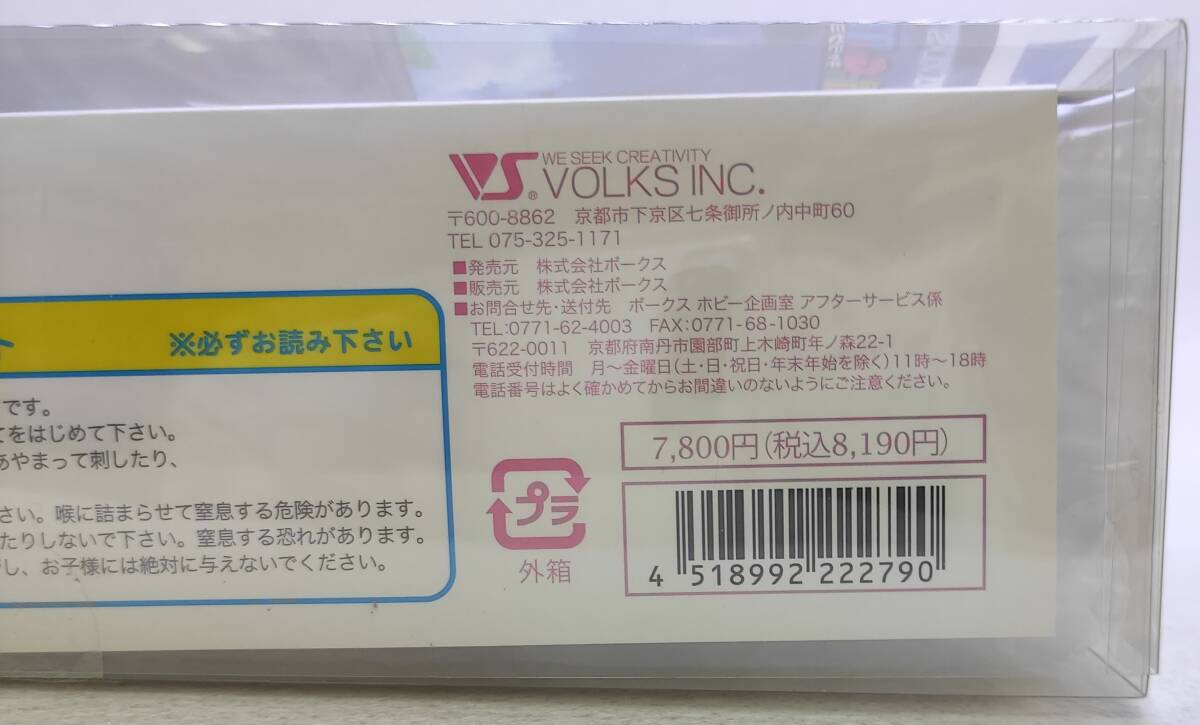 WE SEEK CREATIVITY
VS® VOLKS INC.
〒600-8862 京都市下京区七条御所ノ内中町60
TEL 075-325-1171
■発売元 株式会社ボークス
■販売元 株式会社ボークス
■お問合せ先・送付先 ボークス ホビー企画室 アフターサービス係
TEL:0771-62-4003 FAX:0771-68-1030
〒622-0011 京都府南丹市園部町上木崎町年ノ森22-1
電話受付時間 月〜金曜日(土・日・祝日・年末年始を除く)11時〜18時
電話番号はよく確かめてからお間違いのないようにご注意ください。
※必ずお読み下さい
です。
をはじめて下さい。
あやまって刺したり、
さい。喉に詰まらせて窒息する危険があります。
たりしないで下さい。窒息する恐れがあります。
し、お子様には絶対に与えないでください。
7,800円(税込8,190円)
プラ
外箱
4 518992 222790